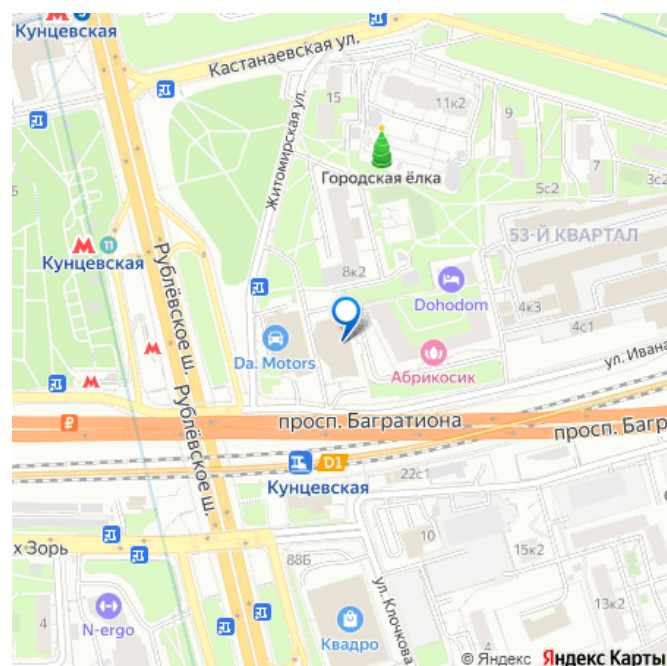 Кунцевская
Кастанаевская ул.
Житомирская ул.
15
11к2
9
Городская ёлка
7
5с2
3с2
53-Й КВАРТАЛ
11
Кунцевская
Рублёвское ш.
Рублёвское ш.
8к2
Dohodom
4к3
4с1
Da. Motors
Абрикосик
ул. Ивана
просп. Багратиона
просп. Багр
₽
D1
Кунцевская
22с1
х Зорь
88Б
10
15к2
ул. Клочкова
13к2
4
N-ergo
Квадро
© Яндекс Яндекс Карты